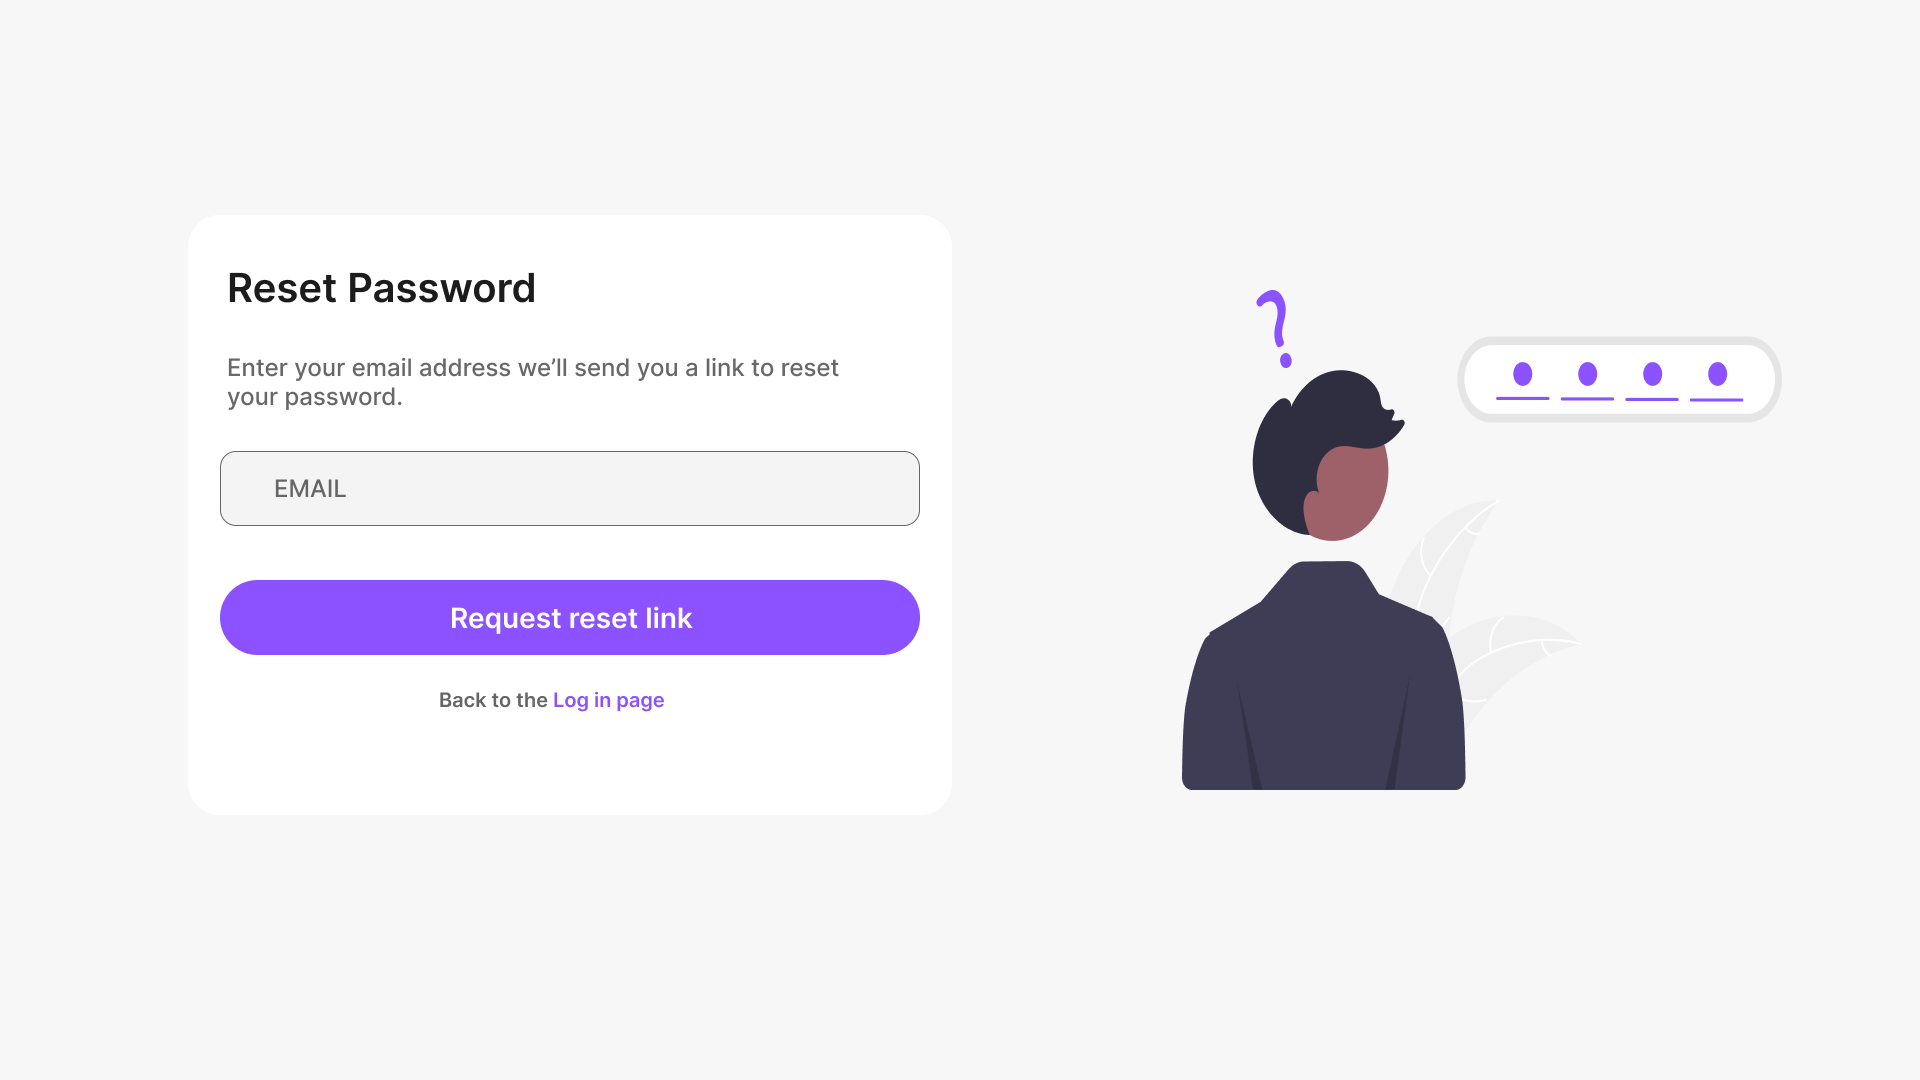 Reset Password
Enter your email address we’ll send you a link to reset
your password.
EMAIL
Request reset link
Back to the Log in page
?